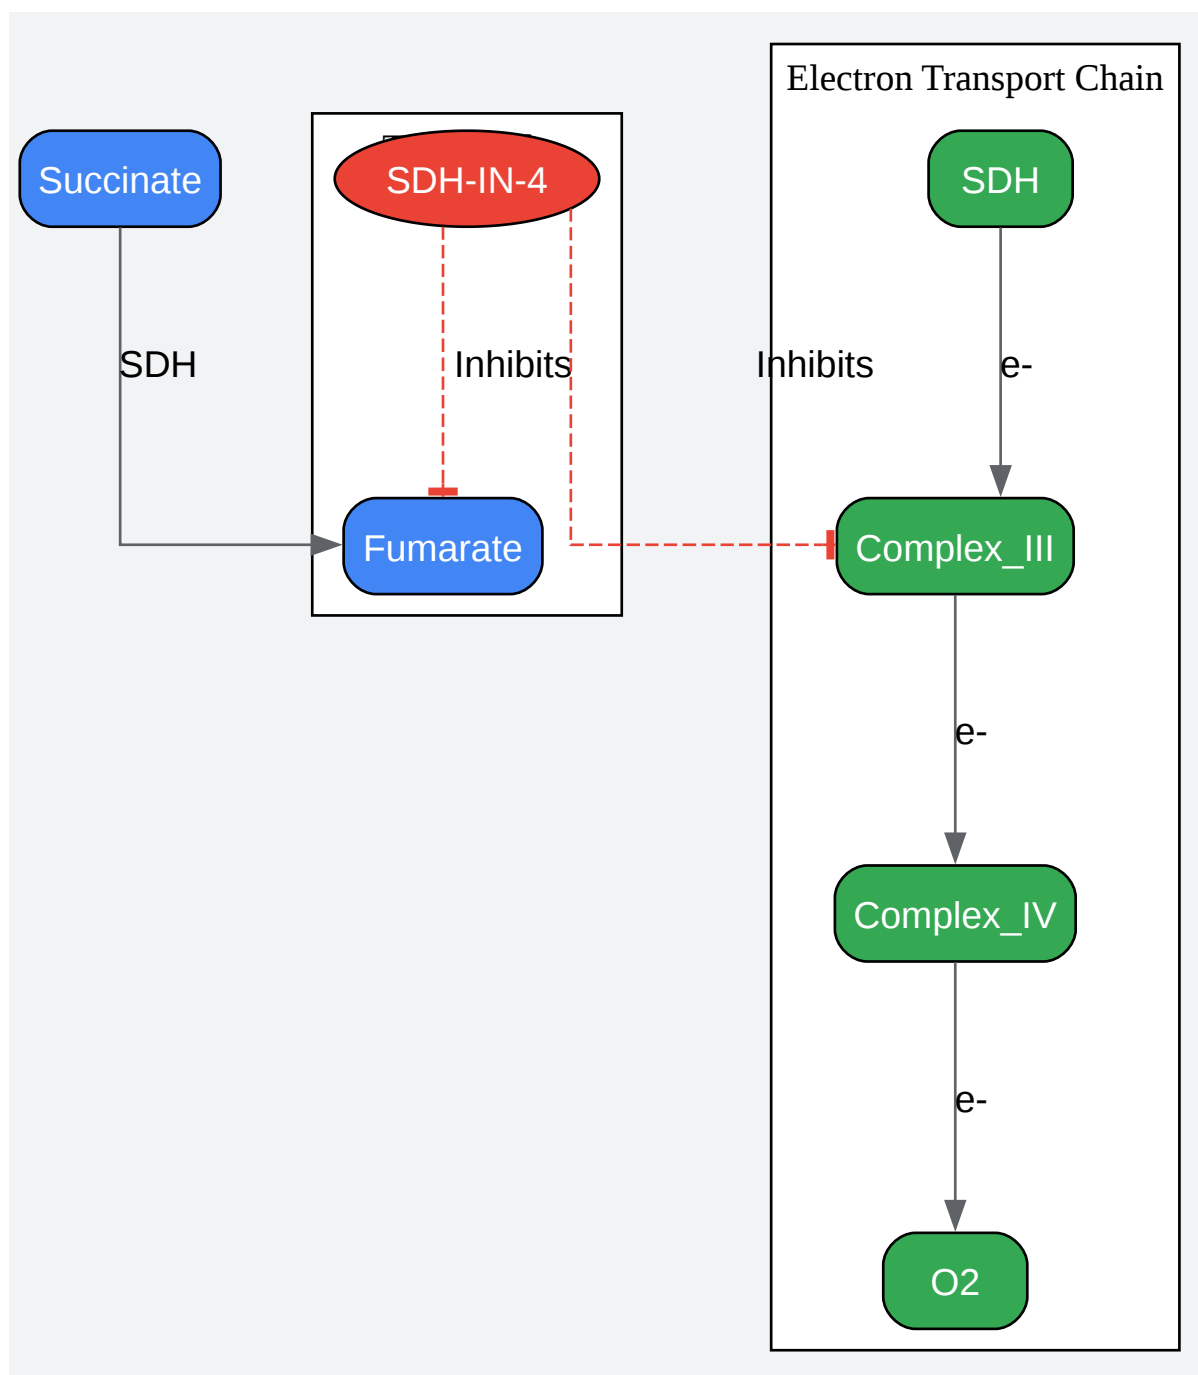 Electron Transport Chain
Succinate
SDH-IN-4
SDH
SDH
Inhibits
Inhibits
e-
Fumarate
Complex_III
e-
Complex_IV
e-
O2